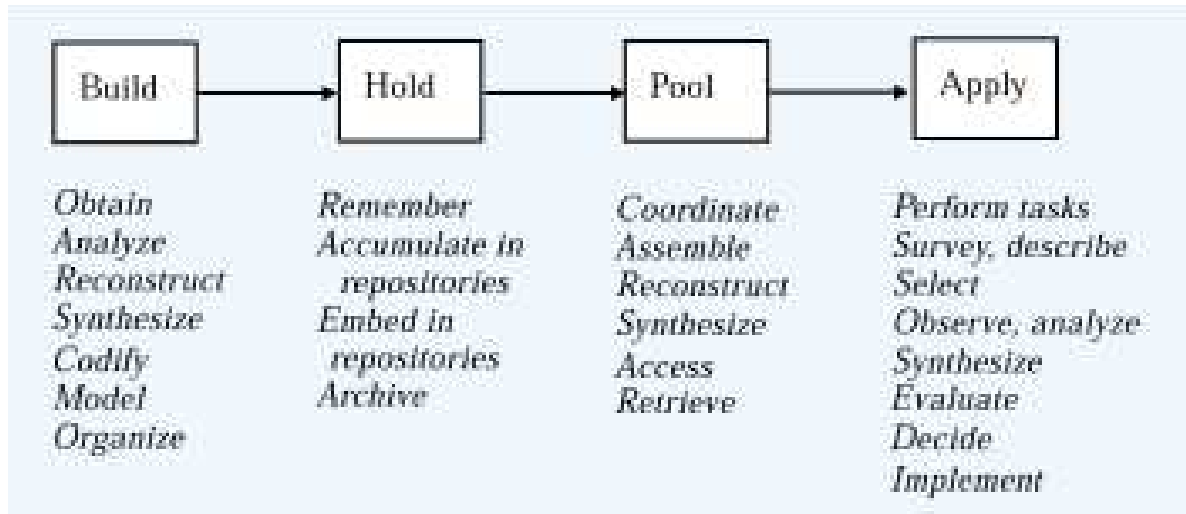 Build
Hold
Pool
Apply
Obtain
Analyze
Reconstruct
Synthesize
Codify
Model
Organize
Remember
Accumulate in
repositories
Embed in
repositories
Archive
Coordinate
Assemble
Reconstruct
Synthesize
Access
Retrieve
Perform tasks
Survey, describe
Select
Observe, analyze
Synthesize
Evaluate
Decide
Implement